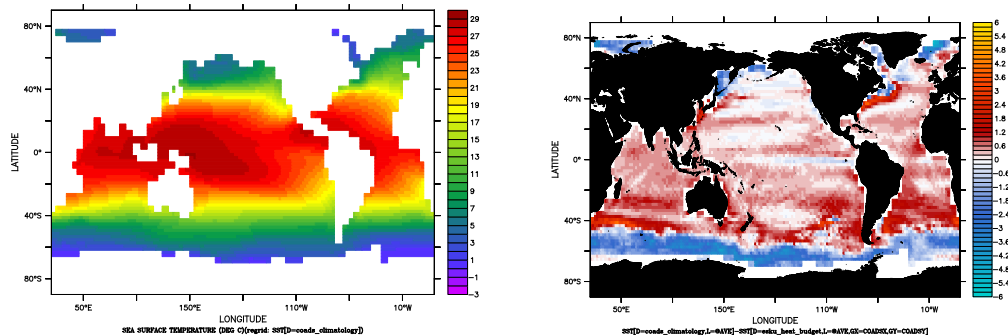 80°N
40°N
0°
40°S
80°S
LATITUDE
50°E
150°E
110°W
10°W
LONGITUDE
29
27
25
23
21
19
17
15
13
11
9
7
5
3
1
-1
-3
SEA SURFACE TEMPERATURE (DEG C)(regrid: SST[D=coads_climatology])
80°N
40°N
0°
40°S
80°S
LATITUDE
50°E
150°E
110°W
10°W
LONGITUDE
6
5.4
4.8
4.2
3.6
3
2.4
1.8
1.2
0.6
0
-0.6
-1.2
-1.8
-2.4
-3
-3.6
-4.2
-4.8
-5.4
-6
SST[D=coads_climatology,L=@AVE]-SST[D=esku_heat_budget,L=@AVE,GX=COADSX,GY=COADSY]